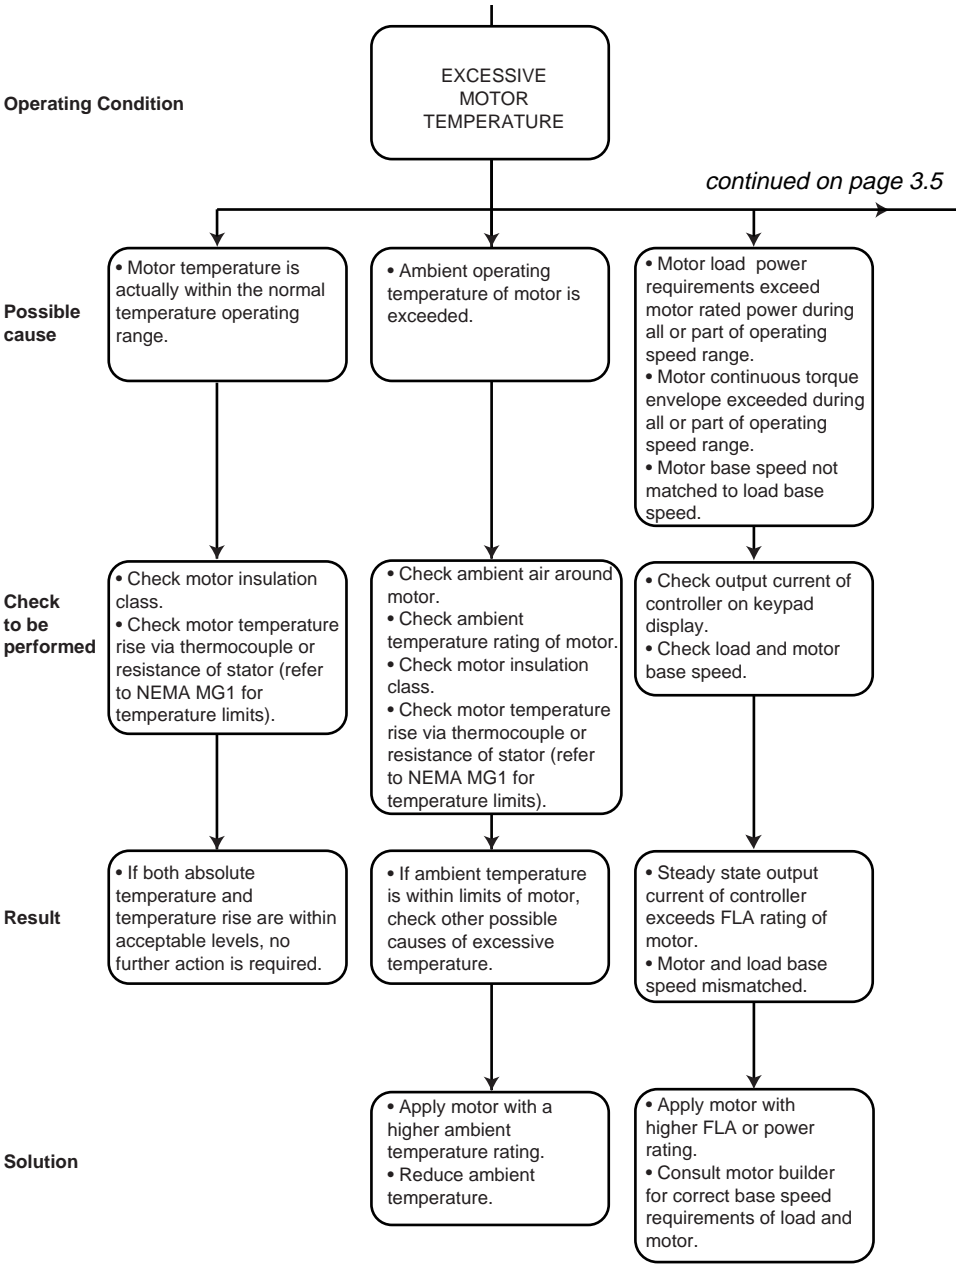 Operating Condition
EXCESSIVE
MOTOR
TEMPERATURE
continued on page 3.5
Possible
cause
• Motor temperature is
actually within the normal
temperature operating
range.
• Ambient operating
temperature of motor is
exceeded.
• Motor load  power
requirements exceed
motor rated power during
all or part of operating
speed range.
• Motor continuous torque
envelope exceeded during
all or part of operating
speed range.
• Motor base speed not
matched to load base
speed.
Check
to be
performed
• Check motor insulation
class.
• Check motor temperature
rise via thermocouple or
resistance of stator (refer
to NEMA MG1 for
temperature limits).
• Check ambient air around
motor.
• Check ambient
temperature rating of motor.
• Check motor insulation
class.
• Check motor temperature
rise via thermocouple or
resistance of stator (refer
to NEMA MG1 for
temperature limits).
• Check output current of
controller on keypad
display.
• Check load and motor
base speed.
Result
• If both absolute
temperature and
temperature rise are within
acceptable levels, no
further action is required.
• If ambient temperature
is within limits of motor,
check other possible
causes of excessive
temperature.
• Steady state output
current of controller
exceeds FLA rating of
motor.
• Motor and load base
speed mismatched.
Solution
• Apply motor with a
higher ambient
temperature rating.
• Reduce ambient
temperature.
• Apply motor with
higher FLA or power
rating.
• Consult motor builder
for correct base speed
requirements of load and
motor.